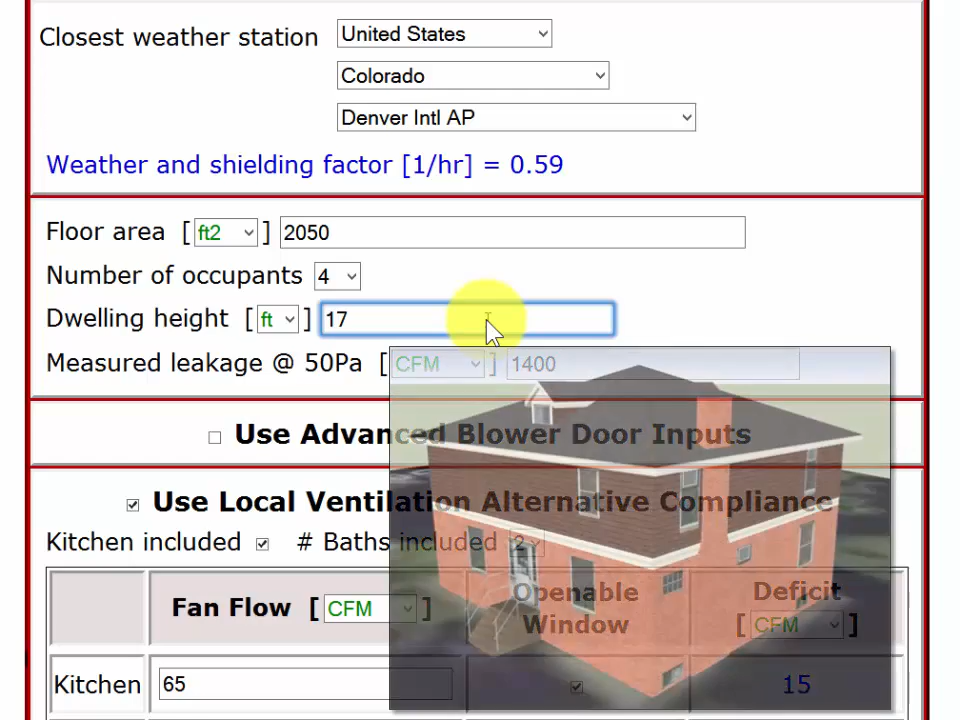 Closest weather station United States
Colorado
Denver Intl AP
Weather and shielding factor [1/hr] = 0.59
Floor area [ft2] 2050
Number of occupants 4
Dwelling height [ft] 17
Measured leakage @ 50Pa [CFM] 1400
Use Advanced Blower Door Inputs
Use Local Ventilation Alternative Compliance
Kitchen included # Baths included 2
Fan Flow [CFM] Openable Window Deficit [CFM]
Kitchen 65 15